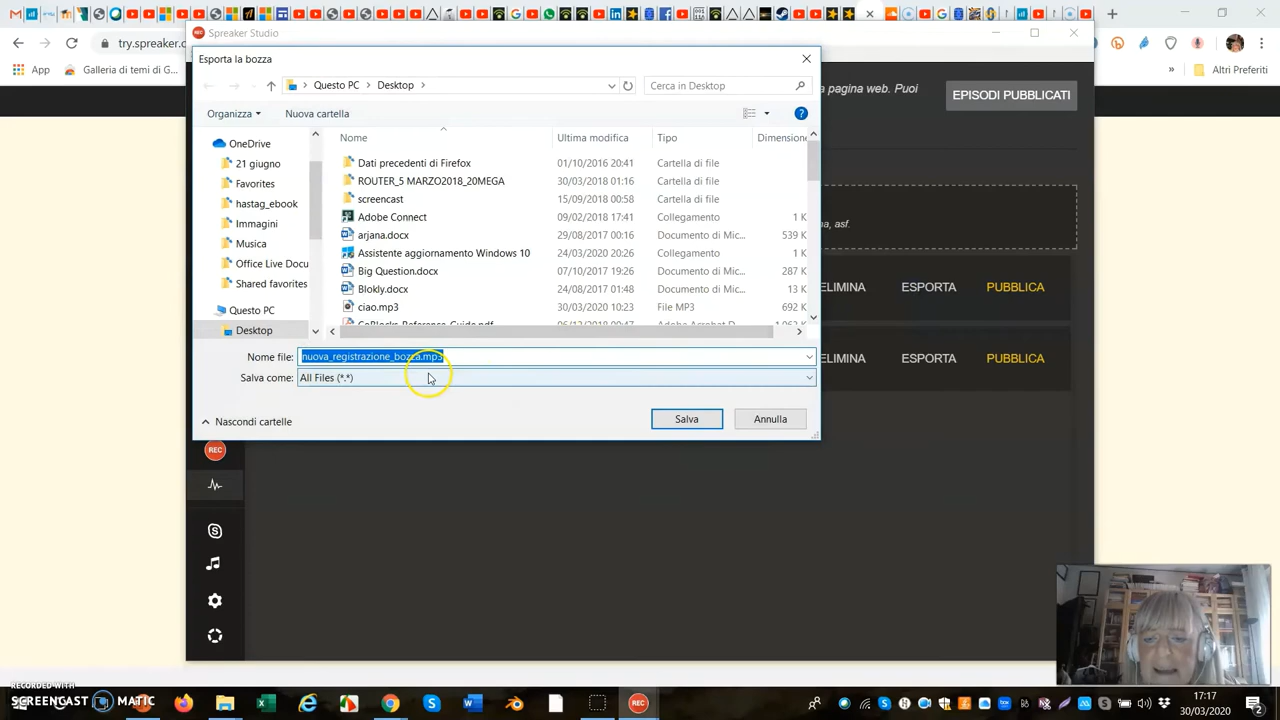 Spreaker Studio
try.spreaker.c
Esporta la bozza
App
Galleria di temi di G...
Altri Preferiti
Questo PC
Desktop
Cerca in Desktop
a pagina web. Puoi
EPISODI PUBBLICATI
Organizza
Nuova cartella
Nome
Ultima modifica
Tipo
Dimensione
OneDrive
21 giugno
Favorites
hastag_ebook
Immagini
Musica
Office Live Docu
Shared favorites
Questo PC
Desktop
Dati precedenti di Firefox 01/10/2016 20:41 Cartella di file
ROUTER_5 MARZO2018_20MEGA 30/03/2018 01:16 Cartella di file
screencast 15/09/2018 00:58 Cartella di file
Adobe Connect 09/02/2018 17:41 Collegamento 1 K
arjana.docx 29/08/2017 00:16 Documento di Mic... 539 K
Assistente aggiornamento Windows 10 24/03/2020 20:26 Collegamento 1 K
Big Question.docx 07/10/2017 19:26 Documento di Mic... 287 K
Blokly.docx 24/08/2017 01:48 Documento di Mic... 13 K
ciao.mp3 30/03/2020 10:23 File MP3 692 K
a, asf.
ELIMINA ESPORTA PUBBLICA
ELIMINA ESPORTA PUBBLICA
Nome file: nuova_registrazione_bozza.mp3
Salva come: All Files (*.*)
Nascondi cartelle
Salva
Annulla
REC
RECORDED WITH
SCREENCAST MATIC
17:17
30/03/2020
2